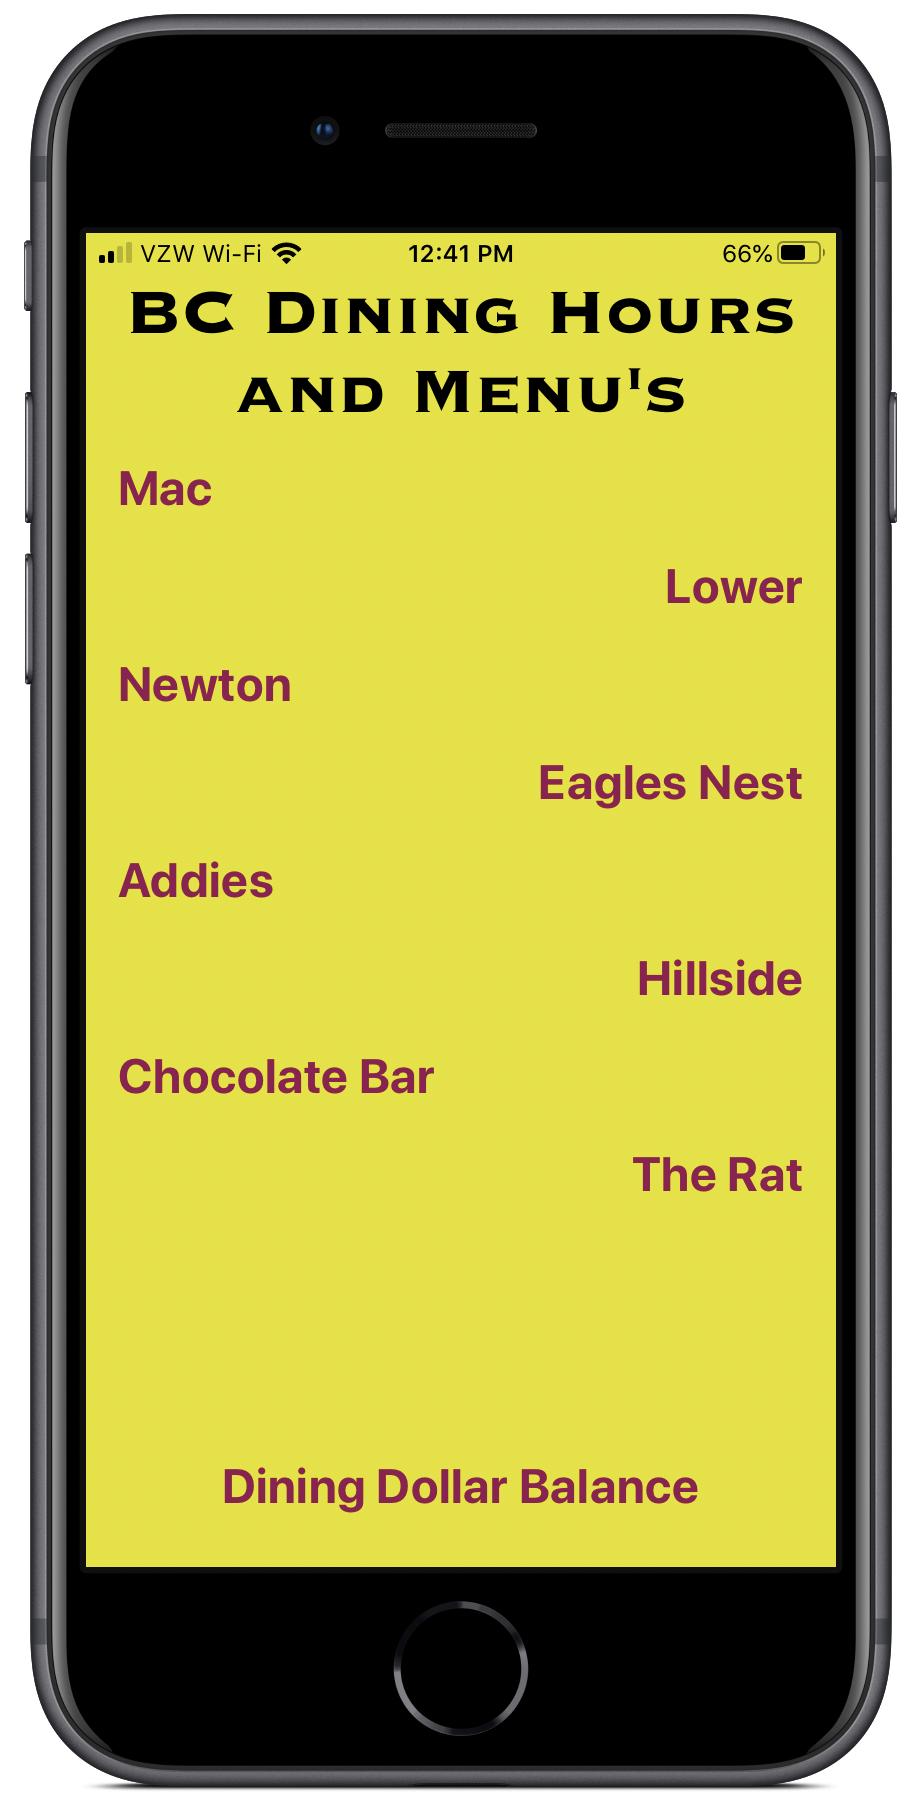 VZW Wi-Fi 12:41 PM 66%
BC Dining Hours
and Menu's
Mac
Lower
Newton
Eagles Nest
Addies
Hillside
Chocolate Bar
The Rat
Dining Dollar Balance